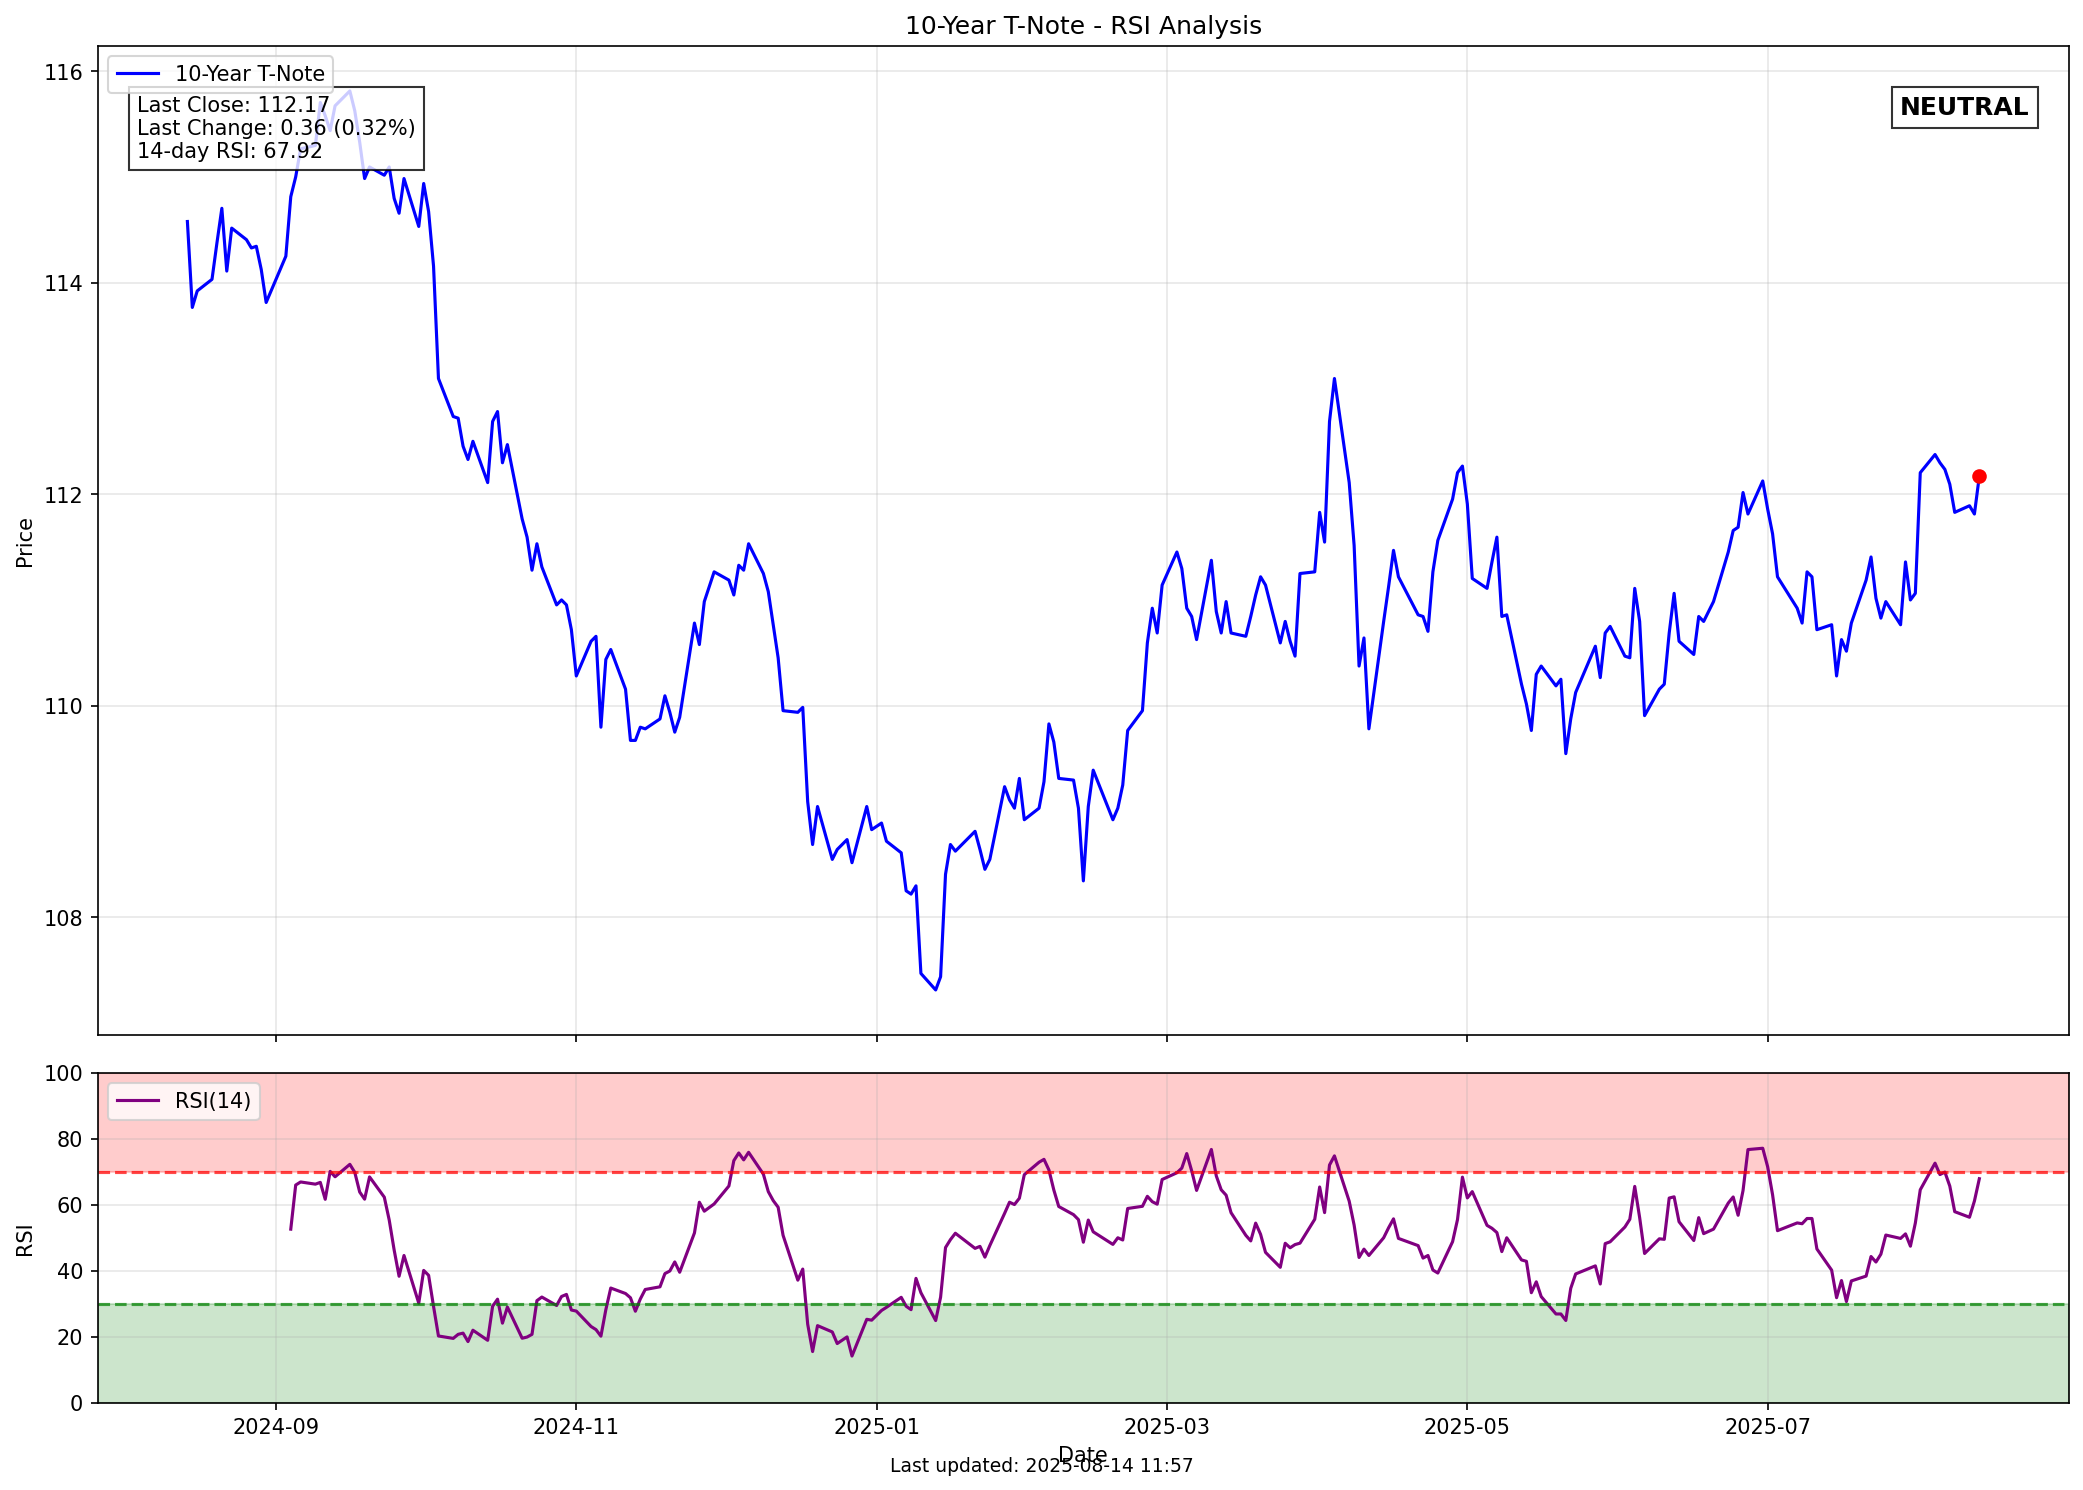 10-Year T-Note - RSI Analysis
10-Year T-Note
Last Close: 112.17
Last Change: 0.36 (0.32%)
14-day RSI: 67.92
NEUTRAL
116
114
112
110
108
Price
RSI(14)
100
80
60
40
20
0
RSI
2024-09
2024-11
2025-01
2025-03
2025-05
2025-07
Date
Last updated: 2025-08-14 11:57